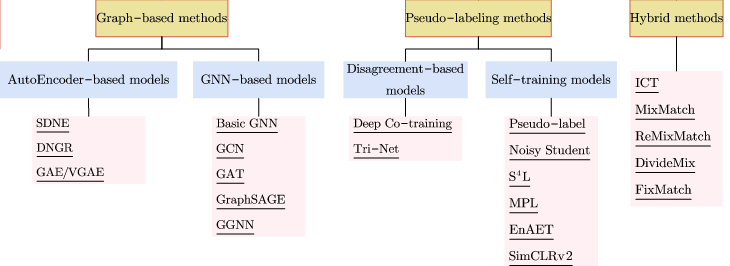 Graph-based methods
Pseudo-labeling methods
Hybrid methods
AutoEncoder-based models
GNN-based models
Disagreement-based
models
Self-training models
SDNE
DNGR
GAE/VGAE
Basic GNN
GCN
GAT
GraphSAGE
GGNN
Deep Co-training
Tri-Net
Pseudo-label
Noisy Student
S⁴L
MPL
EnAET
SimCLRv2
ICT
MixMatch
ReMixMatch
DivideMix
FixMatch